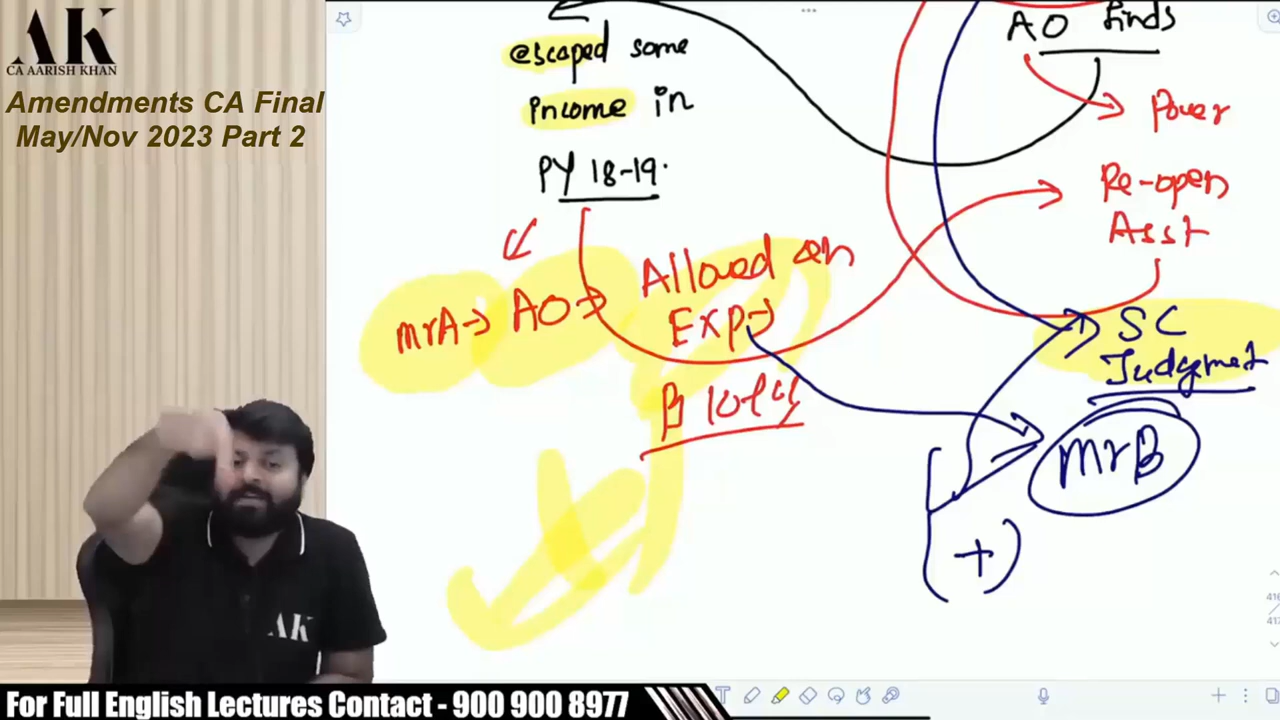 AK
CA AARISH KHAN
Amendments CA Final
May/Nov 2023 Part 2
escaped some
income in
PY 18-19.
AO finds
Power
Re-open
Asst
mrA → AO →
Allowed an
Exp →
SC
Judgment
MrB
(+)
AK
For Full English Lectures Contact - 900 900 8977